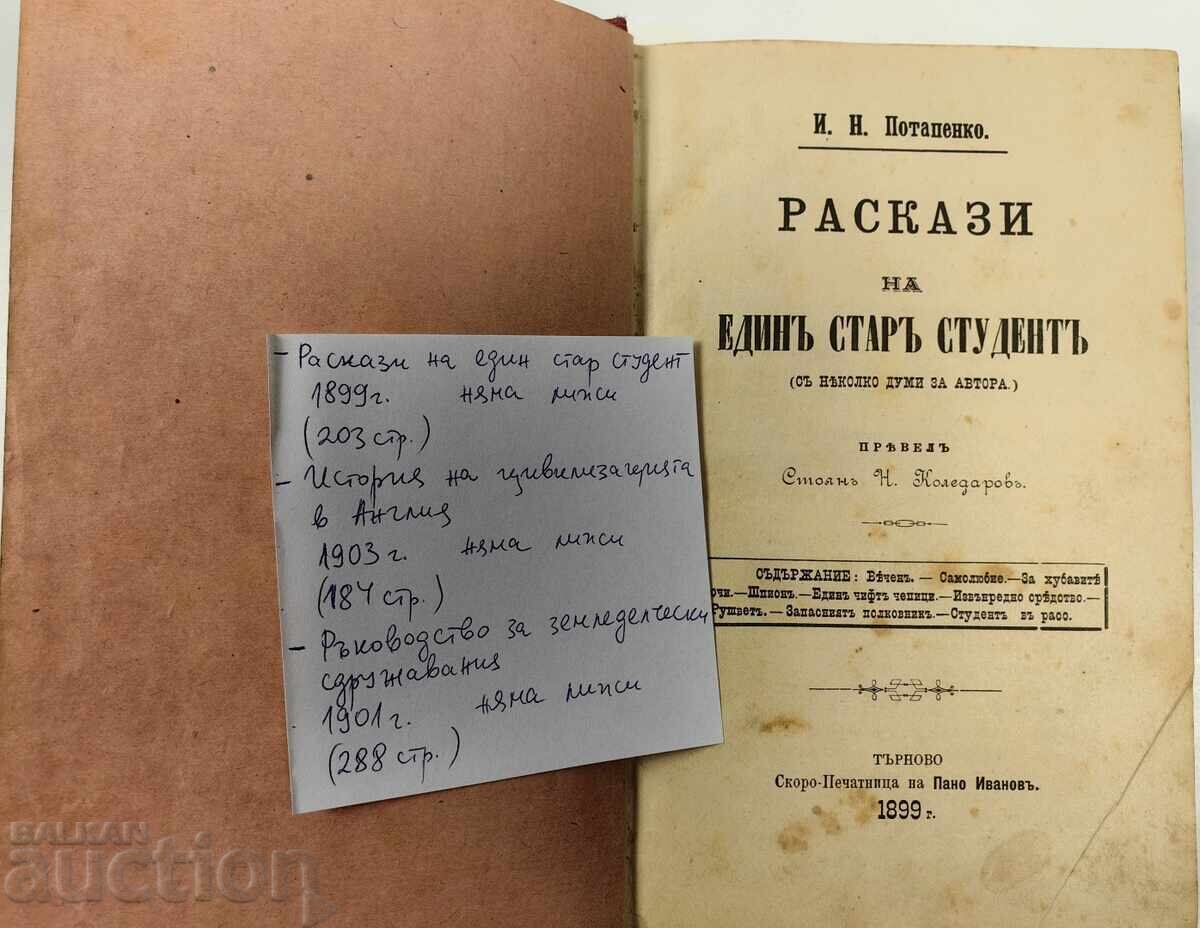 - Раскази на един стар студент
1899г. няма липси
(203 стр.)
- История на цивилизацията
в Англия
1903 г. няма липси
(184 стр.)
- Ръководство за земледелчески
сдружавания
1901 г. няма липси
(288 стр.)
И. Н. Потапенко.
РАСКАЗИ
НА
ЕДИНЪ СТАРЪ СТУДЕНТЪ
(СЪ НѢКОЛКО ДУМИ ЗА АВТОРА.)
ПРѢВЕЛЪ
Стоянъ Н. Коледаровъ.
СЪДЪРЖАНИЕ: Вѣченъ. — Самолюбие.—За хубавитѣ
очи.—Шпионъ.—Единъ чифтъ чепици.—Извънредно срѣдство.—
Рушветъ.—Запасниятъ полковникъ.—Студентъ въ расо.
ТЪРНОВО
Скоро-Печатница на Пано Ивановъ.
1899 г.
BALKAN
auction